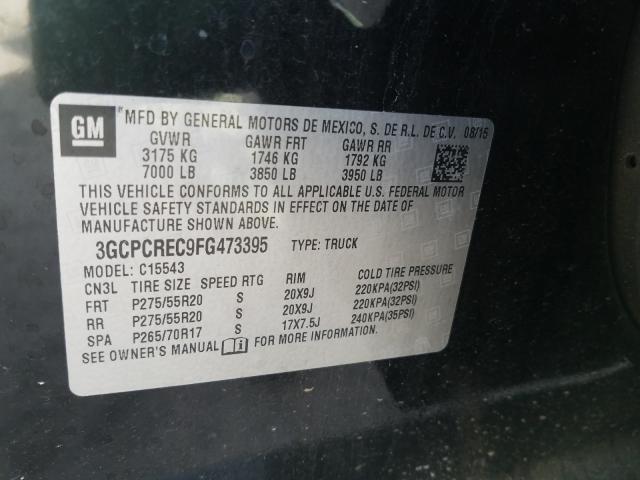 GM
MFD BY GENERAL MOTORS DE MEXICO, S. DE R.L. DE C.V. 08/15
GVWR GAWR FRT GAWR RR
3175 KG 1746 KG 1792 KG
7000 LB 3850 LB 3950 LB
THIS VEHICLE CONFORMS TO ALL APPLICABLE U.S. FEDERAL MOTOR
VEHICLE SAFETY STANDARDS IN EFFECT ON THE DATE OF
MANUFACTURE SHOWN ABOVE.
3GCPCREC9FG473395 TYPE: TRUCK
MODEL: C15543
CN3L TIRE SIZE SPEED RTG RIM COLD TIRE PRESSURE
FRT P275/55R20 S 20X9J 220KPA(32PSI)
RR P275/55R20 S 20X9J 220KPA(32PSI)
SPA P265/70R17 S 17X7.5J 240KPA(35PSI)
SEE OWNER'S MANUAL i FOR MORE INFORMATION.